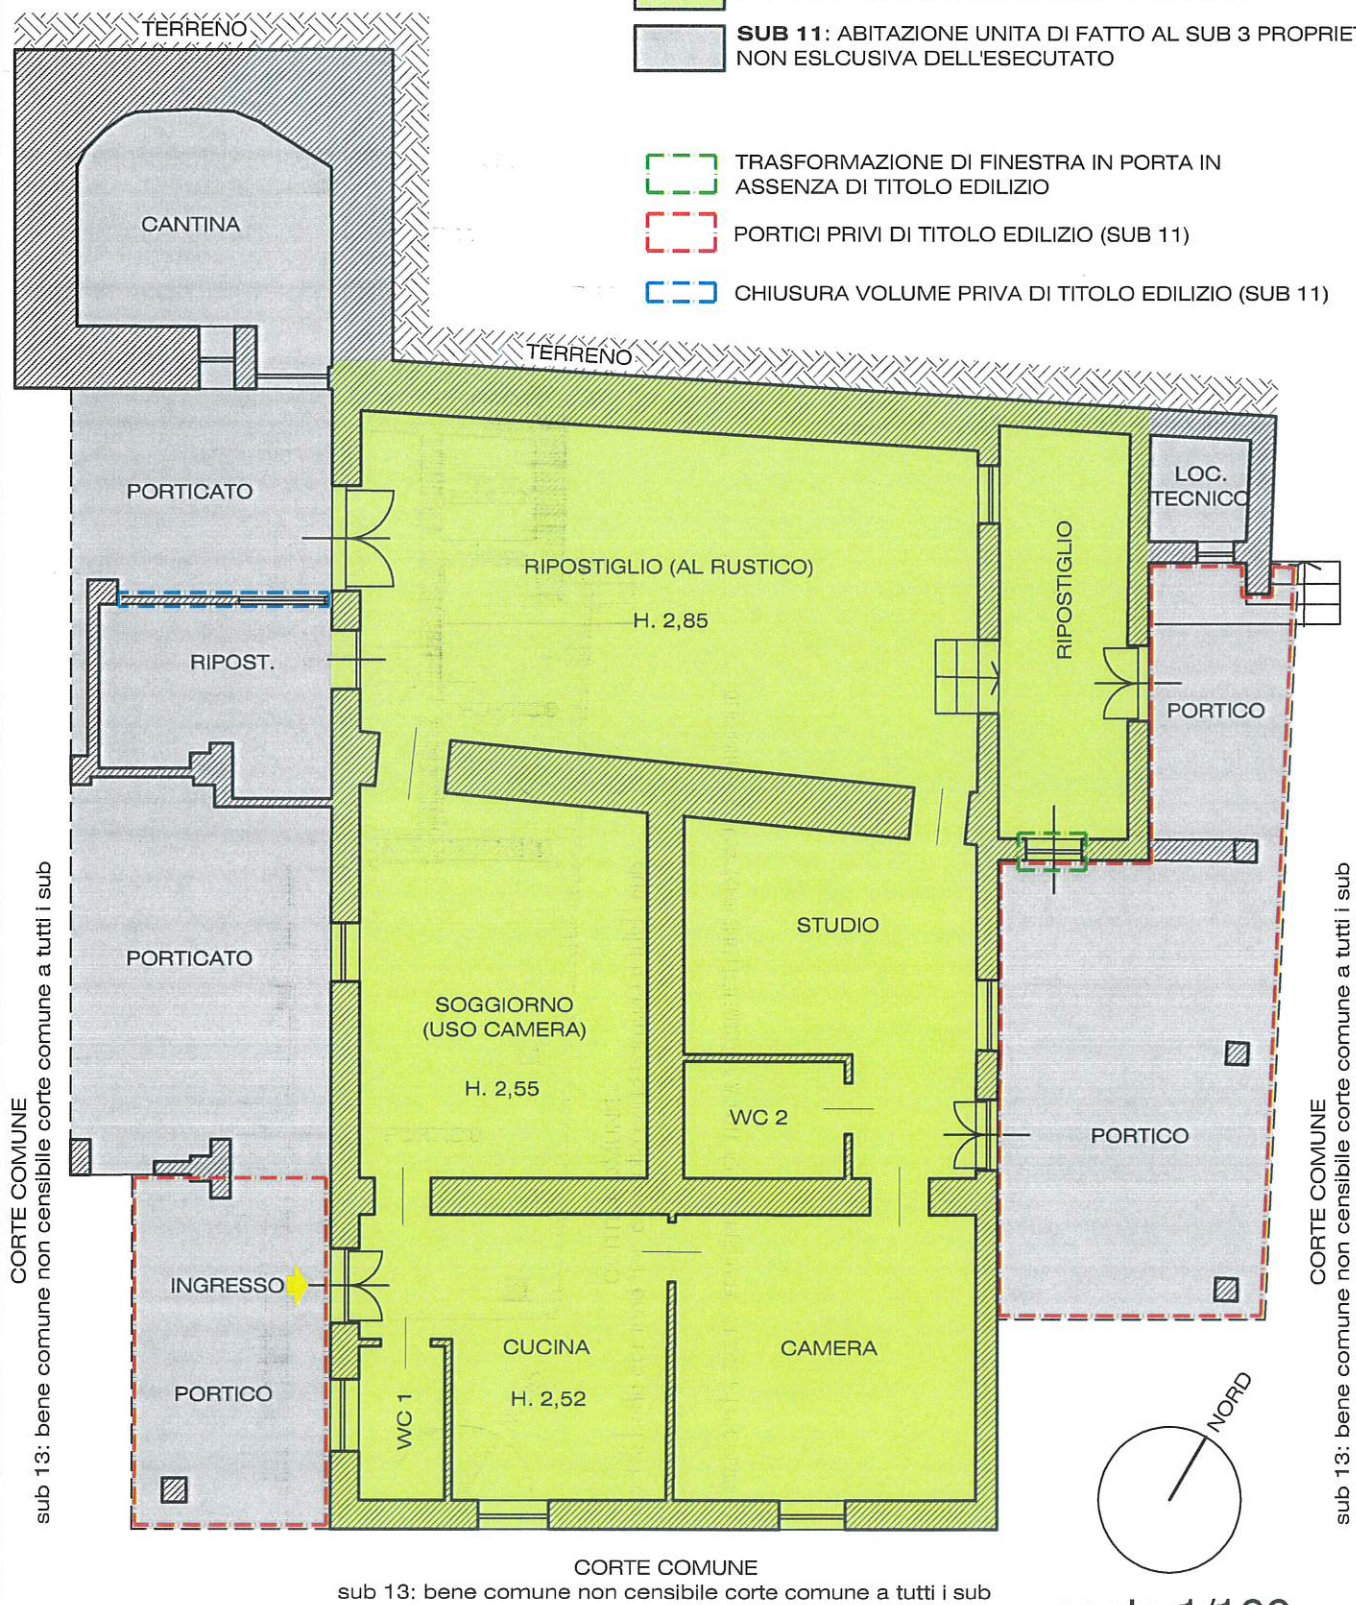 TERRENO
SUB 11: ABITAZIONE UNITA DI FATTO AL SUB 3 PROPRIET
NON ESLCUSIVA DELL'ESECUTATO
TRASFORMAZIONE DI FINESTRA IN PORTA IN
ASSENZA DI TITOLO EDILIZIO
PORTICI PRIVI DI TITOLO EDILIZIO (SUB 11)
CHIUSURA VOLUME PRIVA DI TITOLO EDILIZIO (SUB 11)
CANTINA
TERRENO
PORTICATO
LOC.
TECNICO
RIPOSTIGLIO (AL RUSTICO)
H. 2,85
RIPOSTIGLIO
RIPOST.
PORTICO
STUDIO
PORTICATO
SOGGIORNO
(USO CAMERA)
H. 2,55
WC 2
PORTICO
CORTE COMUNE
sub 13: bene comune non censibile corte comune a tutti i sub
INGRESSO
CUCINA
H. 2,52
CAMERA
PORTICO
WC 1
NORD
CORTE COMUNE
sub 13: bene comune non censibile corte comune a tutti i sub
CORTE COMUNE
sub 13: bene comune non censibile corte comune a tutti i sub